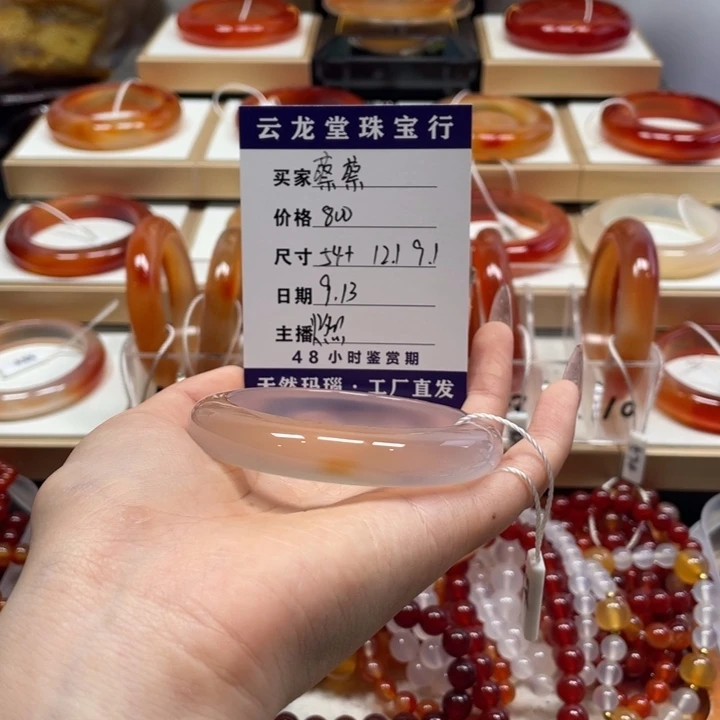 云龙堂珠宝行
买家 蔡蔡
价格 800
尺寸 54+ 12.1 9.1
日期 9.13
主播
48小时鉴赏期
天然玛瑙·工厂直发